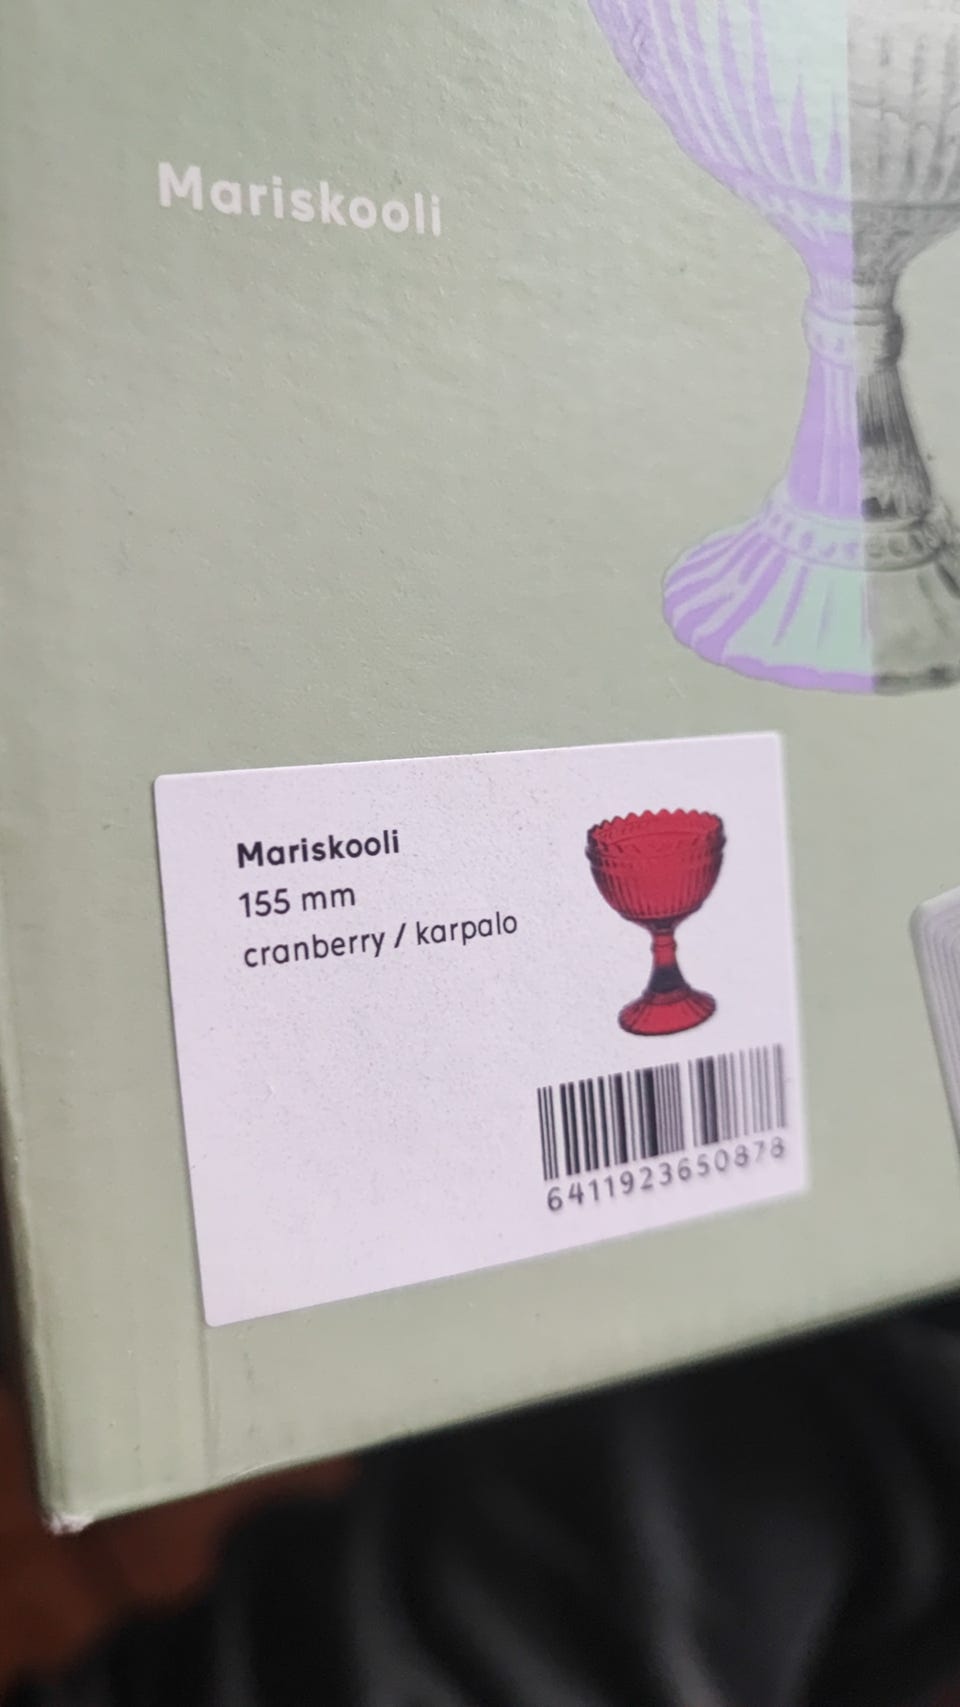 Mariskooli
Mariskooli
155 mm
cranberry / karpalo
6411923650878